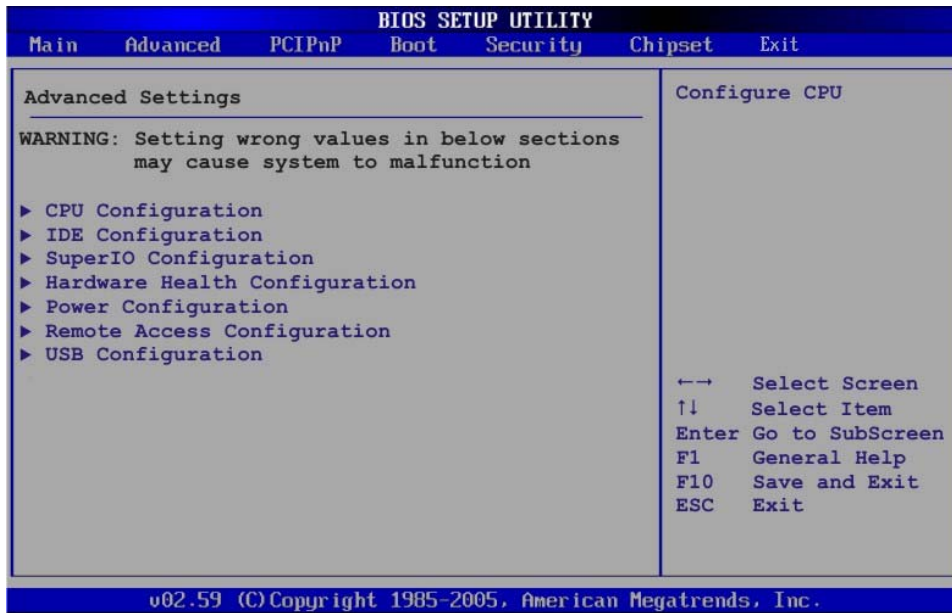 BIOS SETUP UTILITY
Main Advanced PCIPnP Boot Security Chipset Exit
Advanced Settings
WARNING: Setting wrong values in below sections
may cause system to malfunction
▶ CPU Configuration
▶ IDE Configuration
▶ SuperIO Configuration
▶ Hardware Health Configuration
▶ Power Configuration
▶ Remote Access Configuration
▶ USB Configuration
Configure CPU
←→ Select Screen
↑↓ Select Item
Enter Go to SubScreen
F1 General Help
F10 Save and Exit
ESC Exit
v02.59 (C)Copyright 1985-2005, American Megatrends, Inc.